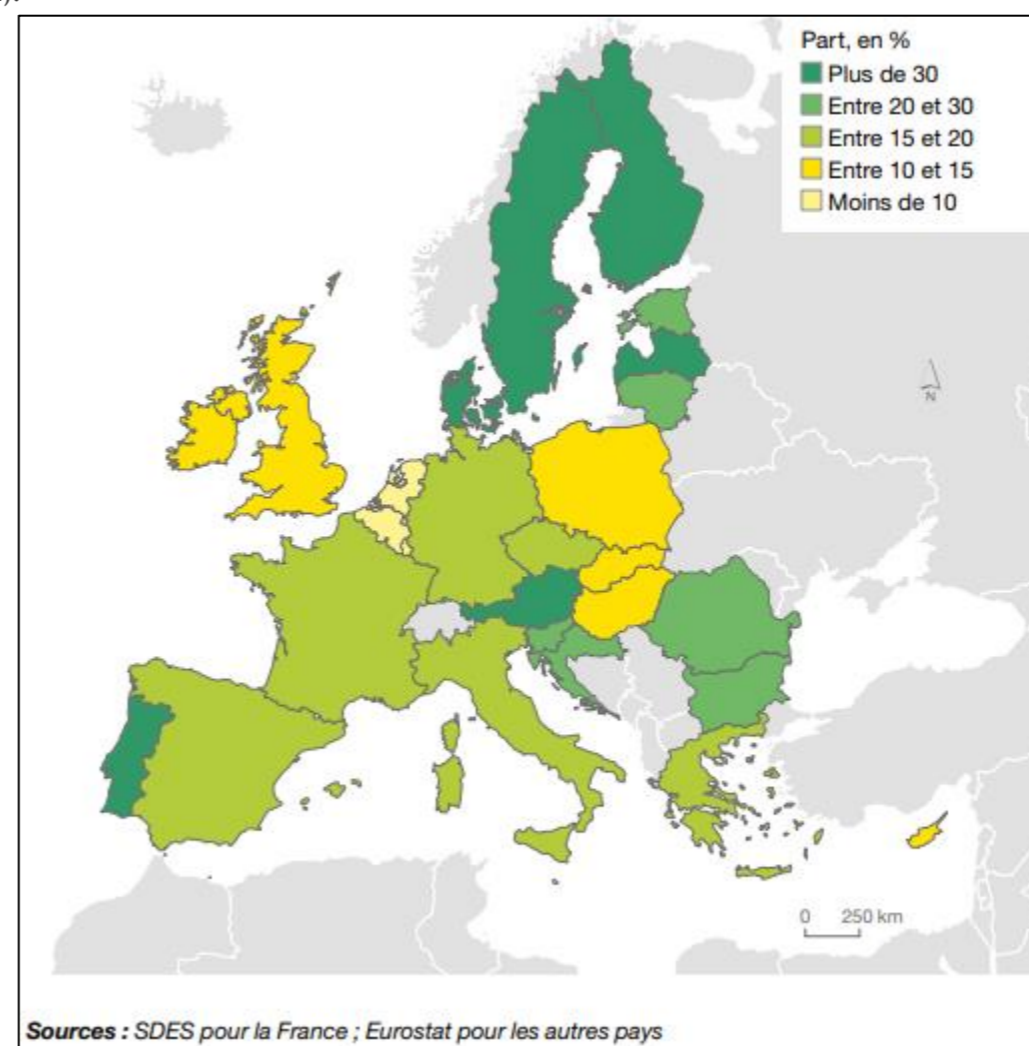 Part, en %
Plus de 30
Entre 20 et 30
Entre 15 et 20
Entre 10 et 15
Moins de 10
N
0 250 km
Sources : SDES pour la France ; Eurostat pour les autres pays